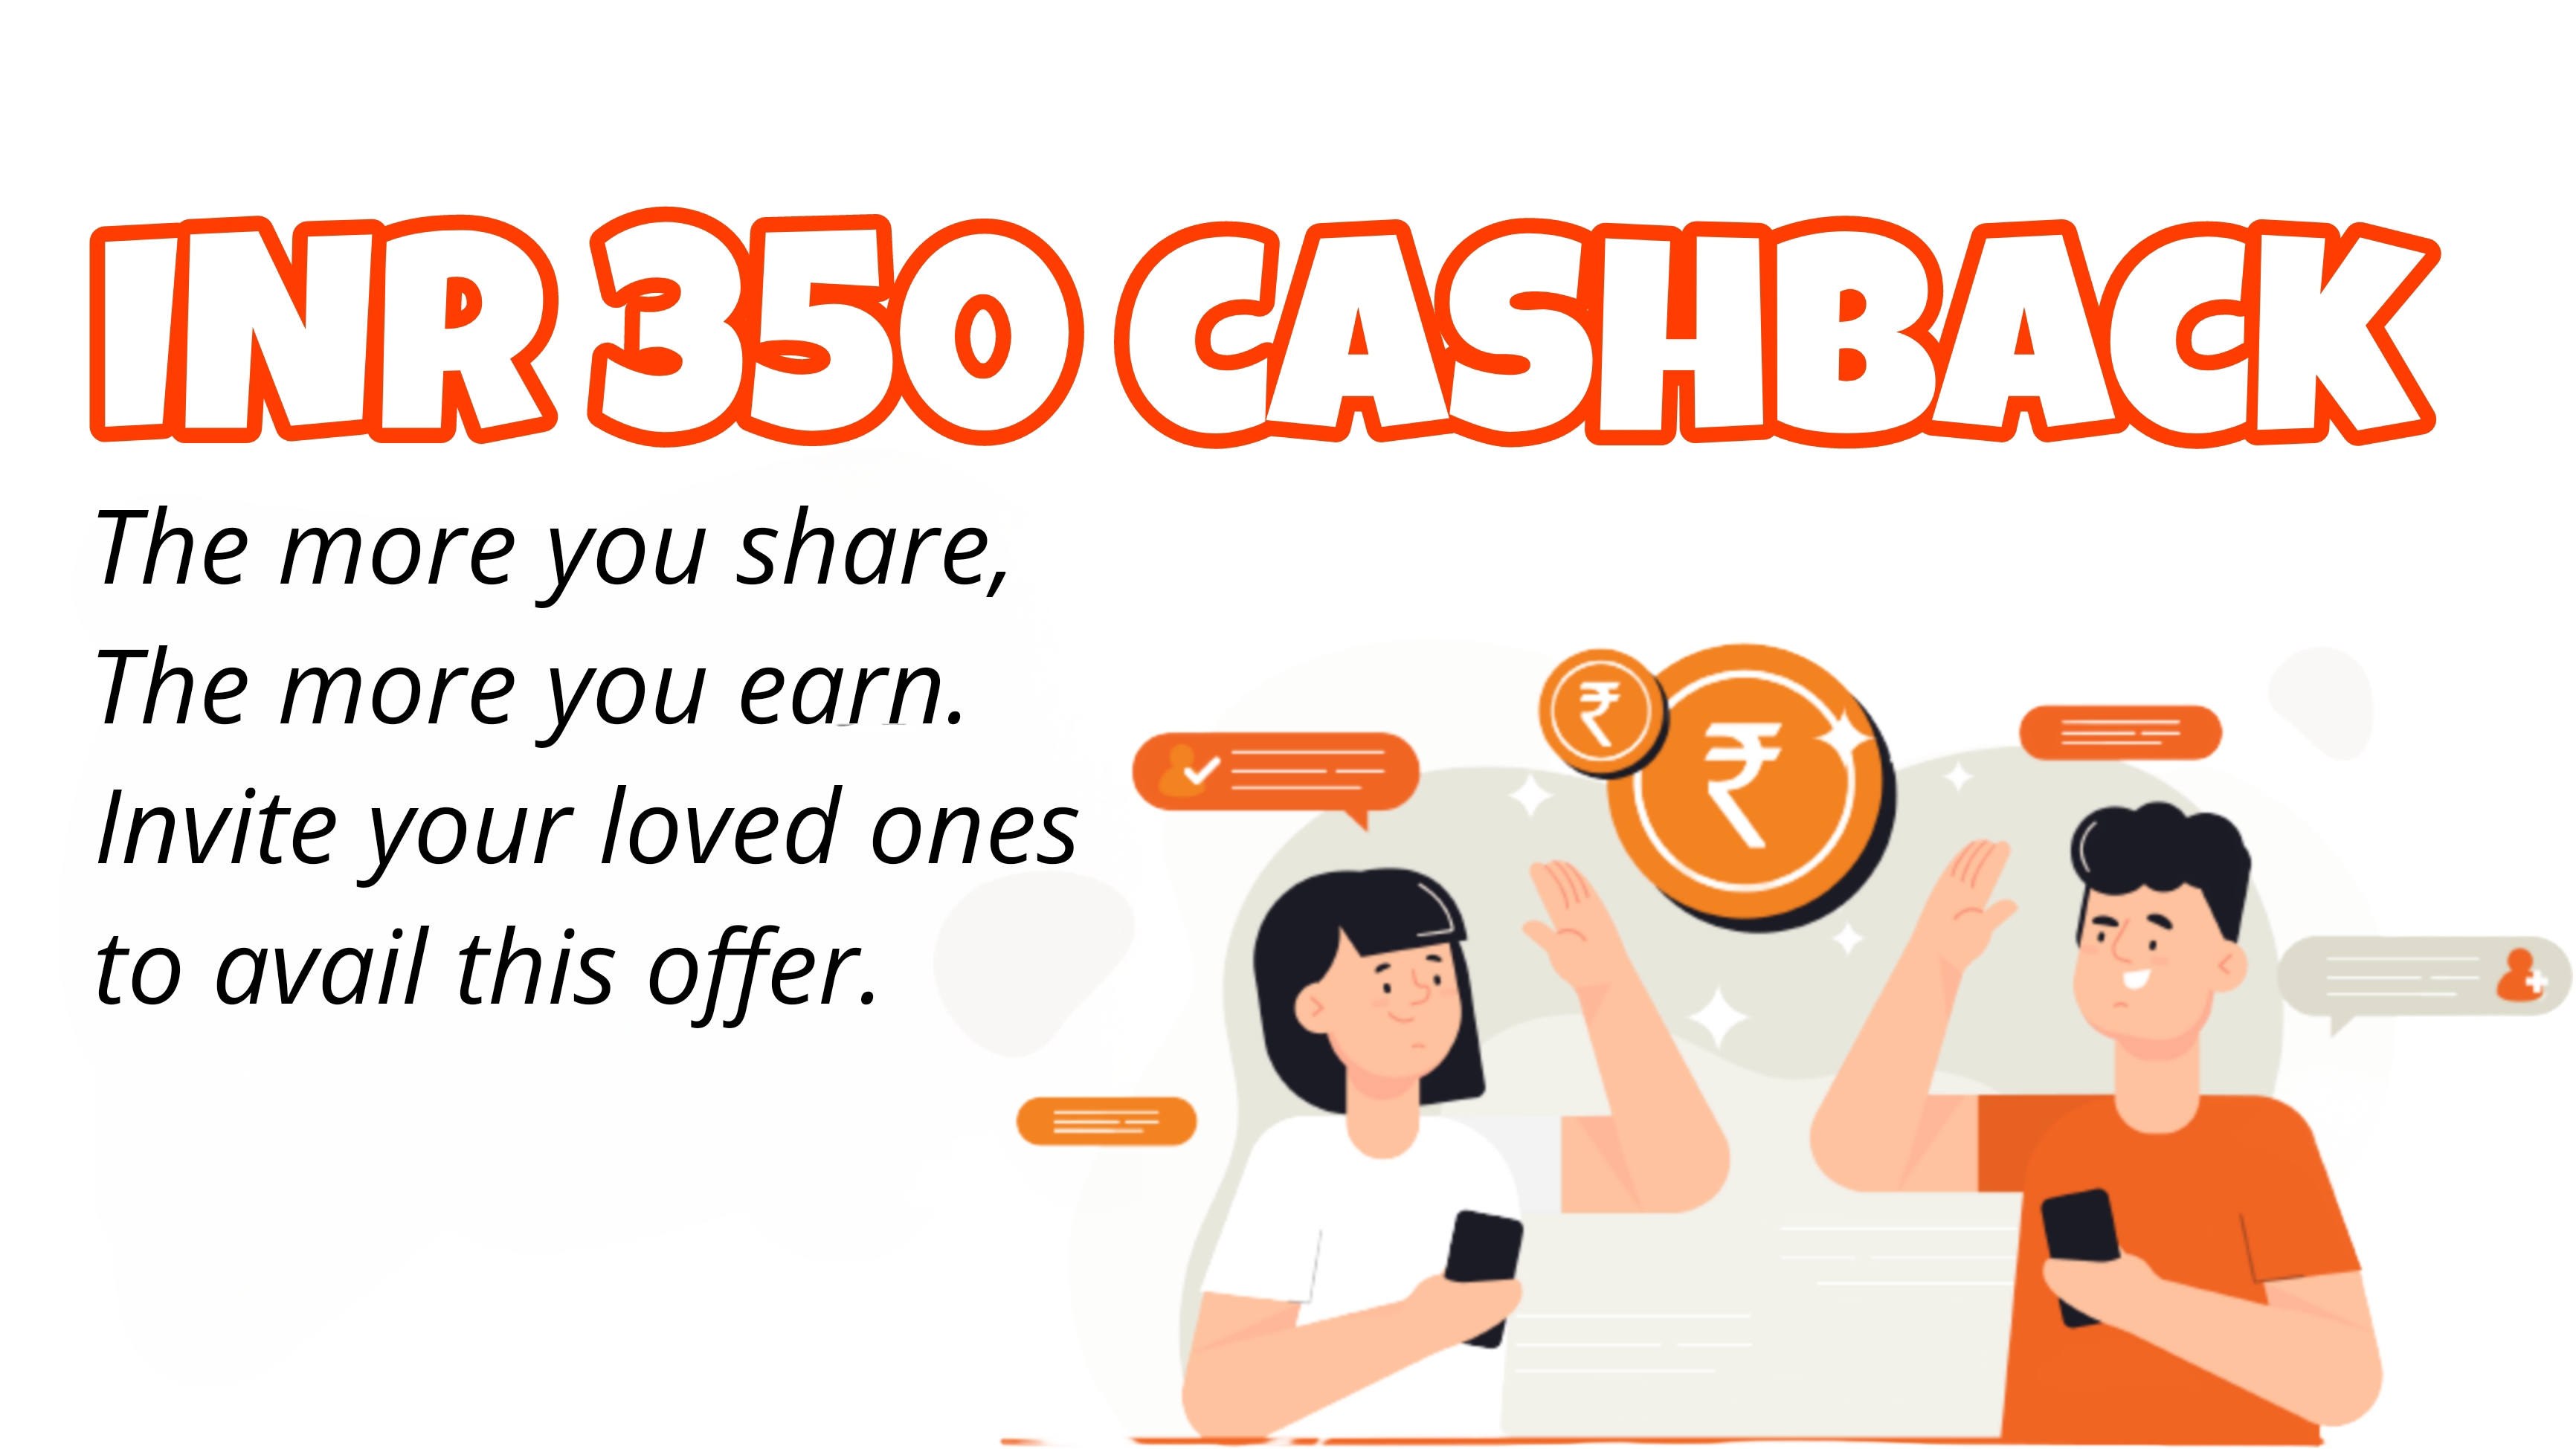 INR 350 CASHBACK
The more you share,
The more you earn.
Invite your loved ones
to avail this offer.
₹
₹